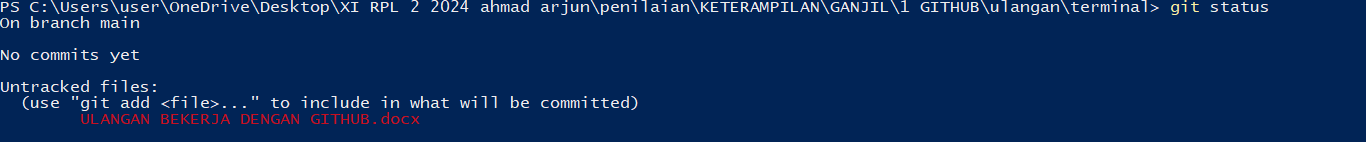 PS C:\Users\user\OneDrive\Desktop\XI RPL 2 2024 ahmad arjun\penilaian\KETERAMPILAN\GANJIL\1 GITHUB\ulangan\terminal> git status
On branch main
No commits yet
Untracked files:
(use "git add <file>..." to include in what will be committed)
ULANGAN BEKERJA DENGAN GITHUB.docx